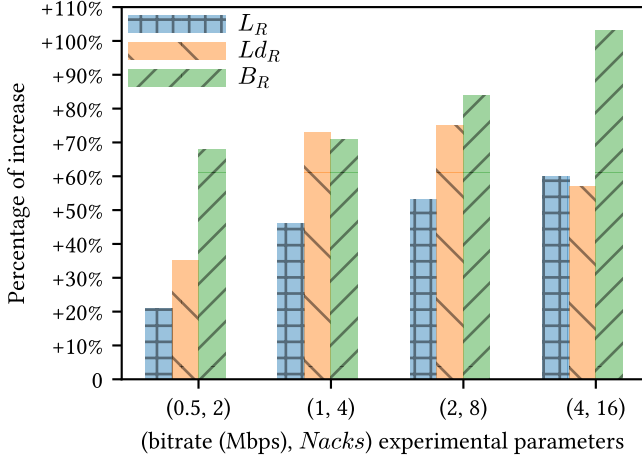 +110%
+100%
+90%
+80%
+70%
+60%
+50%
+40%
+30%
+20%
+10%
0
Percentage of increase
L_R
Ld_R
B_R
(0.5, 2) (1, 4) (2, 8) (4, 16)
(bitrate (Mbps), Nacks) experimental parameters